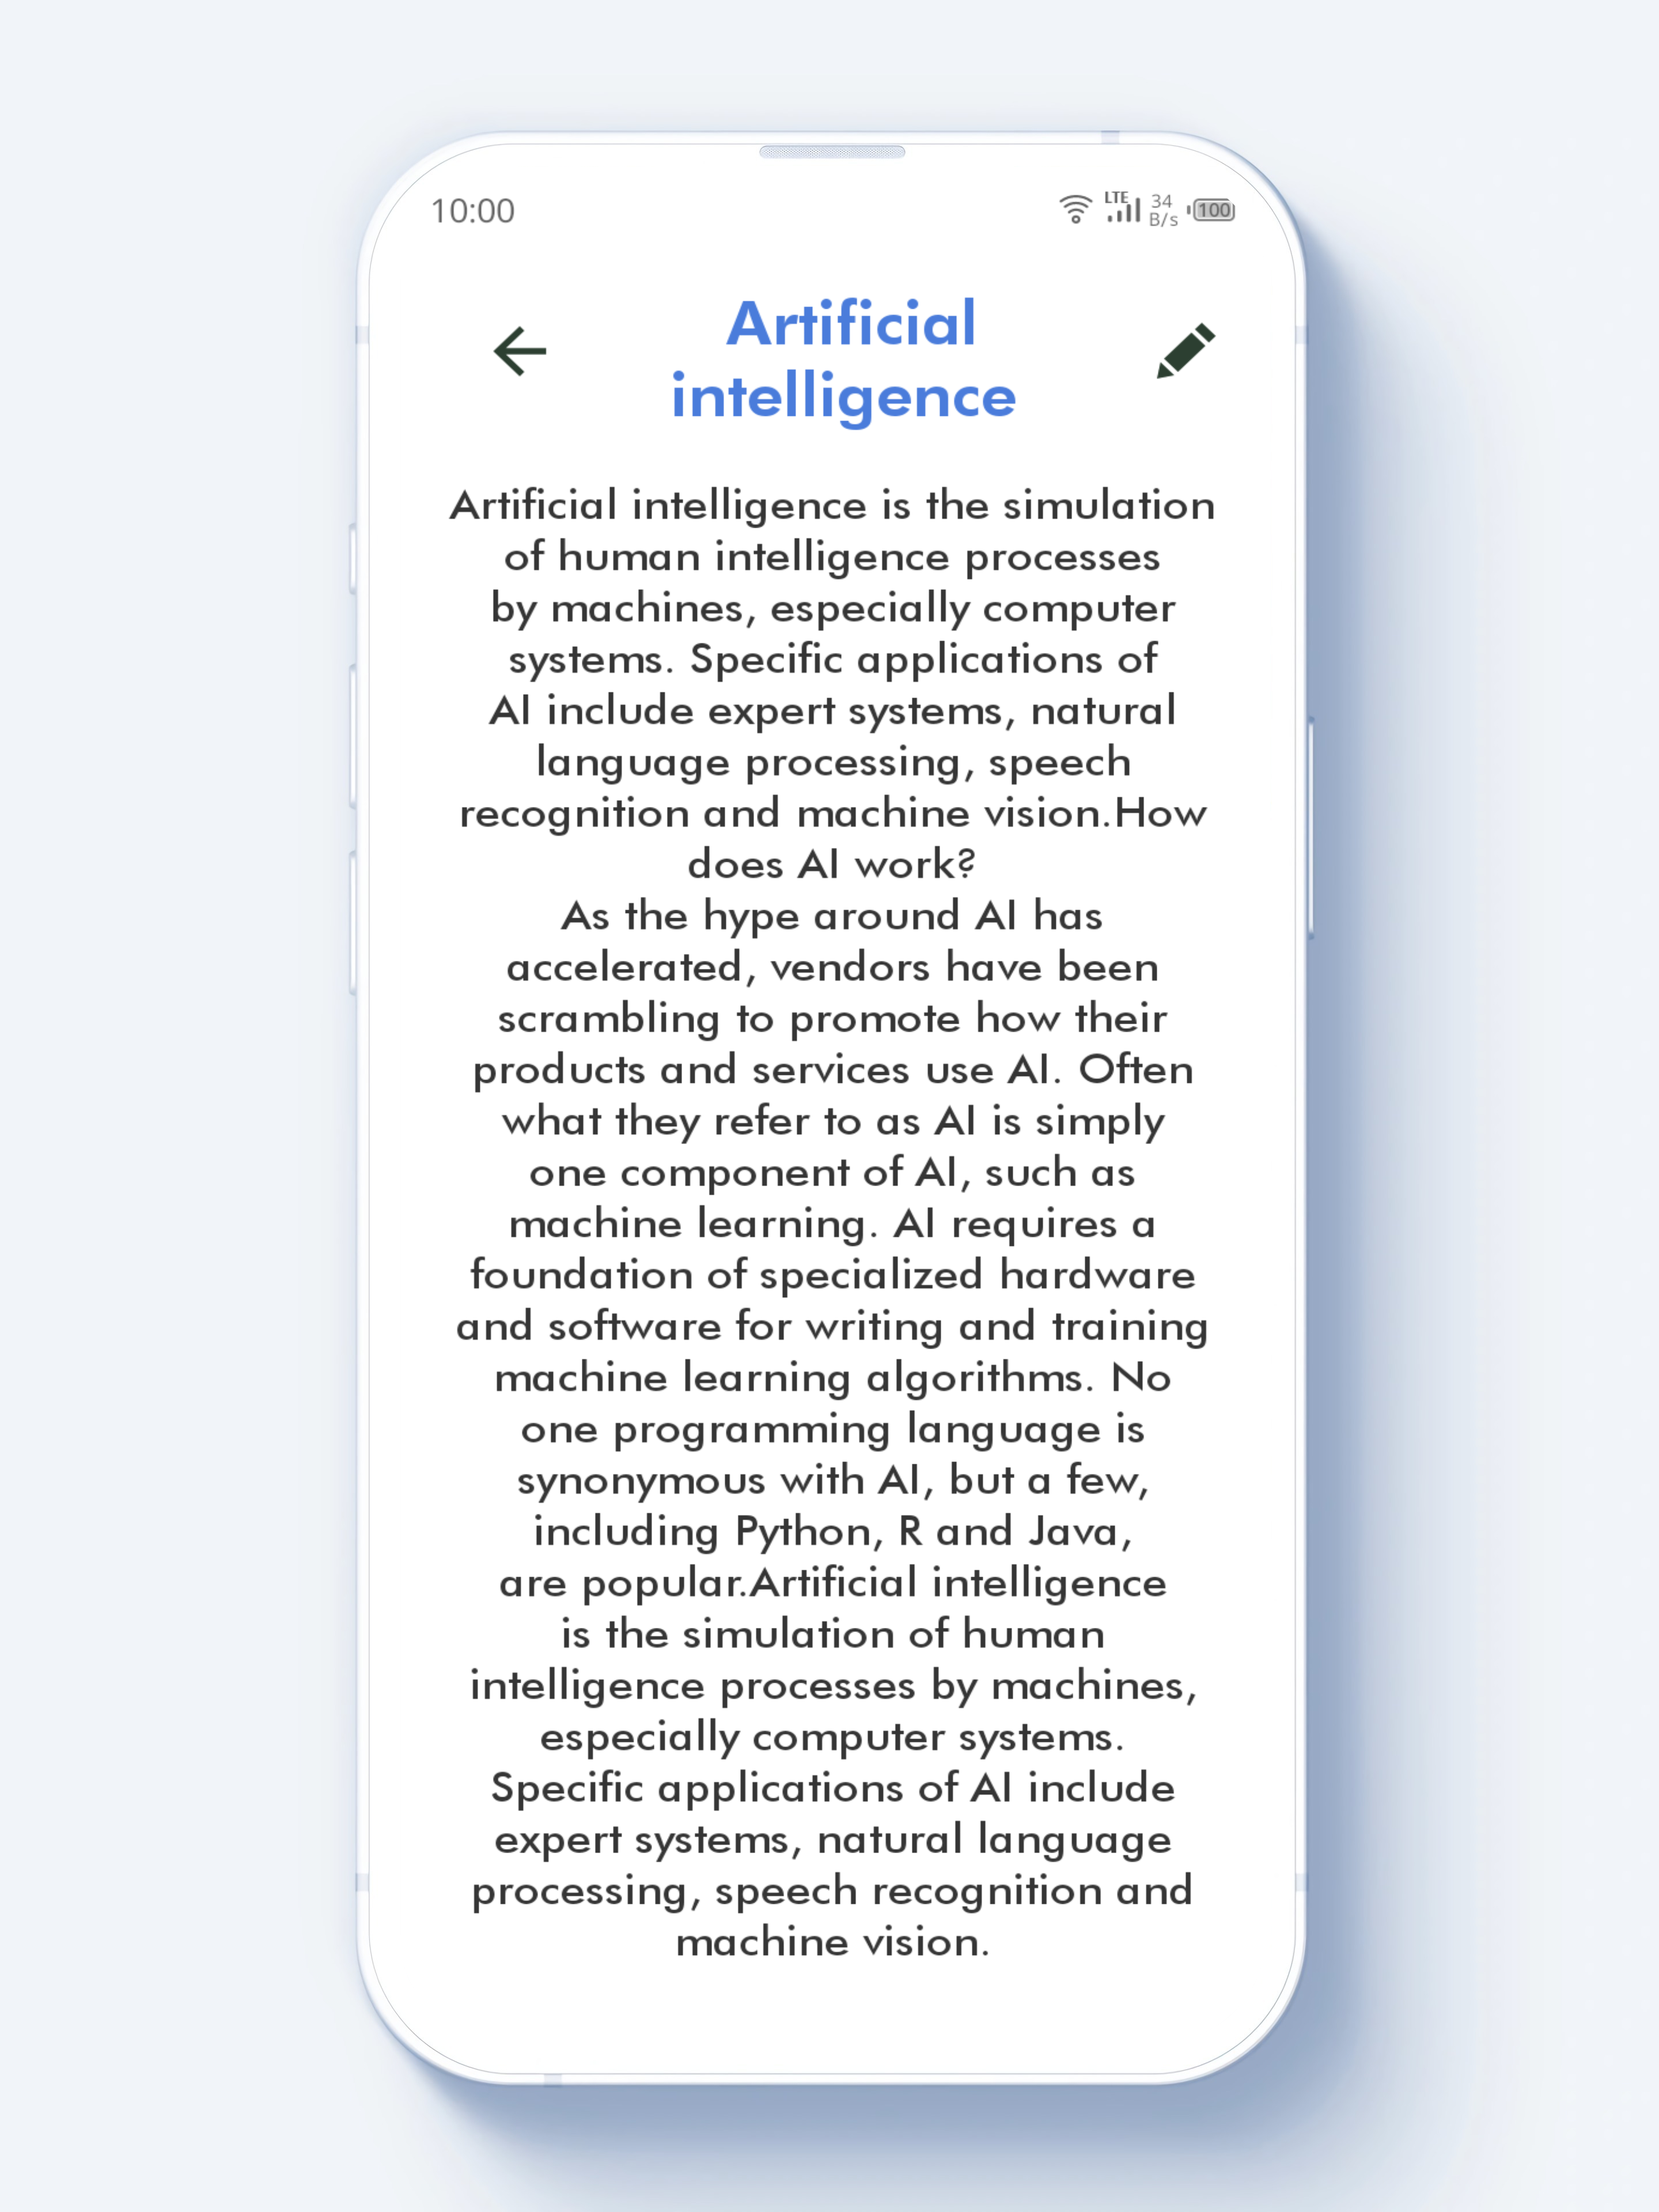 10:00
LTE
34
B/s
100
Artificial
intelligence
Artificial intelligence is the simulation
of human intelligence processes
by machines, especially computer
systems. Specific applications of
AI include expert systems, natural
language processing, speech
recognition and machine vision.How
does AI work?
As the hype around AI has
accelerated, vendors have been
scrambling to promote how their
products and services use AI. Often
what they refer to as AI is simply
one component of AI, such as
machine learning. AI requires a
foundation of specialized hardware
and software for writing and training
machine learning algorithms. No
one programming language is
synonymous with AI, but a few,
including Python, R and Java,
are popular.Artificial intelligence
is the simulation of human
intelligence processes by machines,
especially computer systems.
Specific applications of AI include
expert systems, natural language
processing, speech recognition and
machine vision.